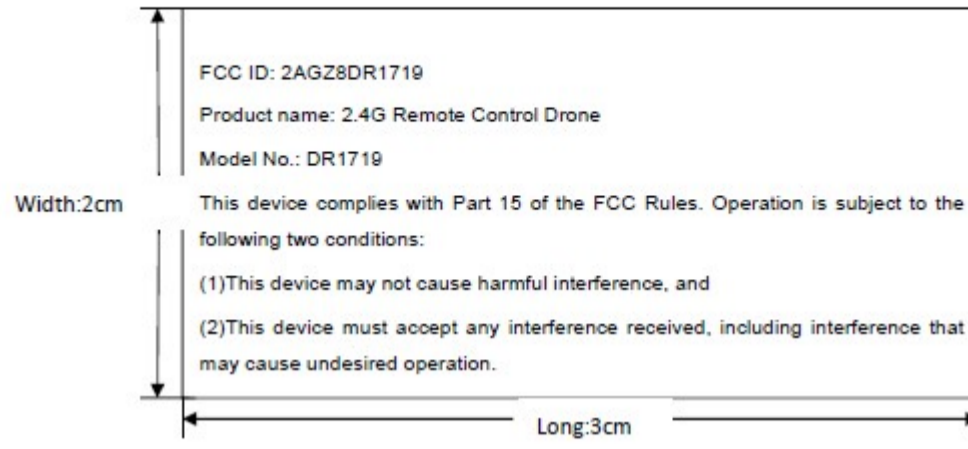 FCC ID: 2AGZ8DR1719
Product name: 2.4G Remote Control Drone
Model No.: DR1719
Width:2cm
This device complies with Part 15 of the FCC Rules. Operation is subject to the
following two conditions:
(1)This device may not cause harmful interference, and
(2)This device must accept any interference received, including interference that
may cause undesired operation.
Long:3cm